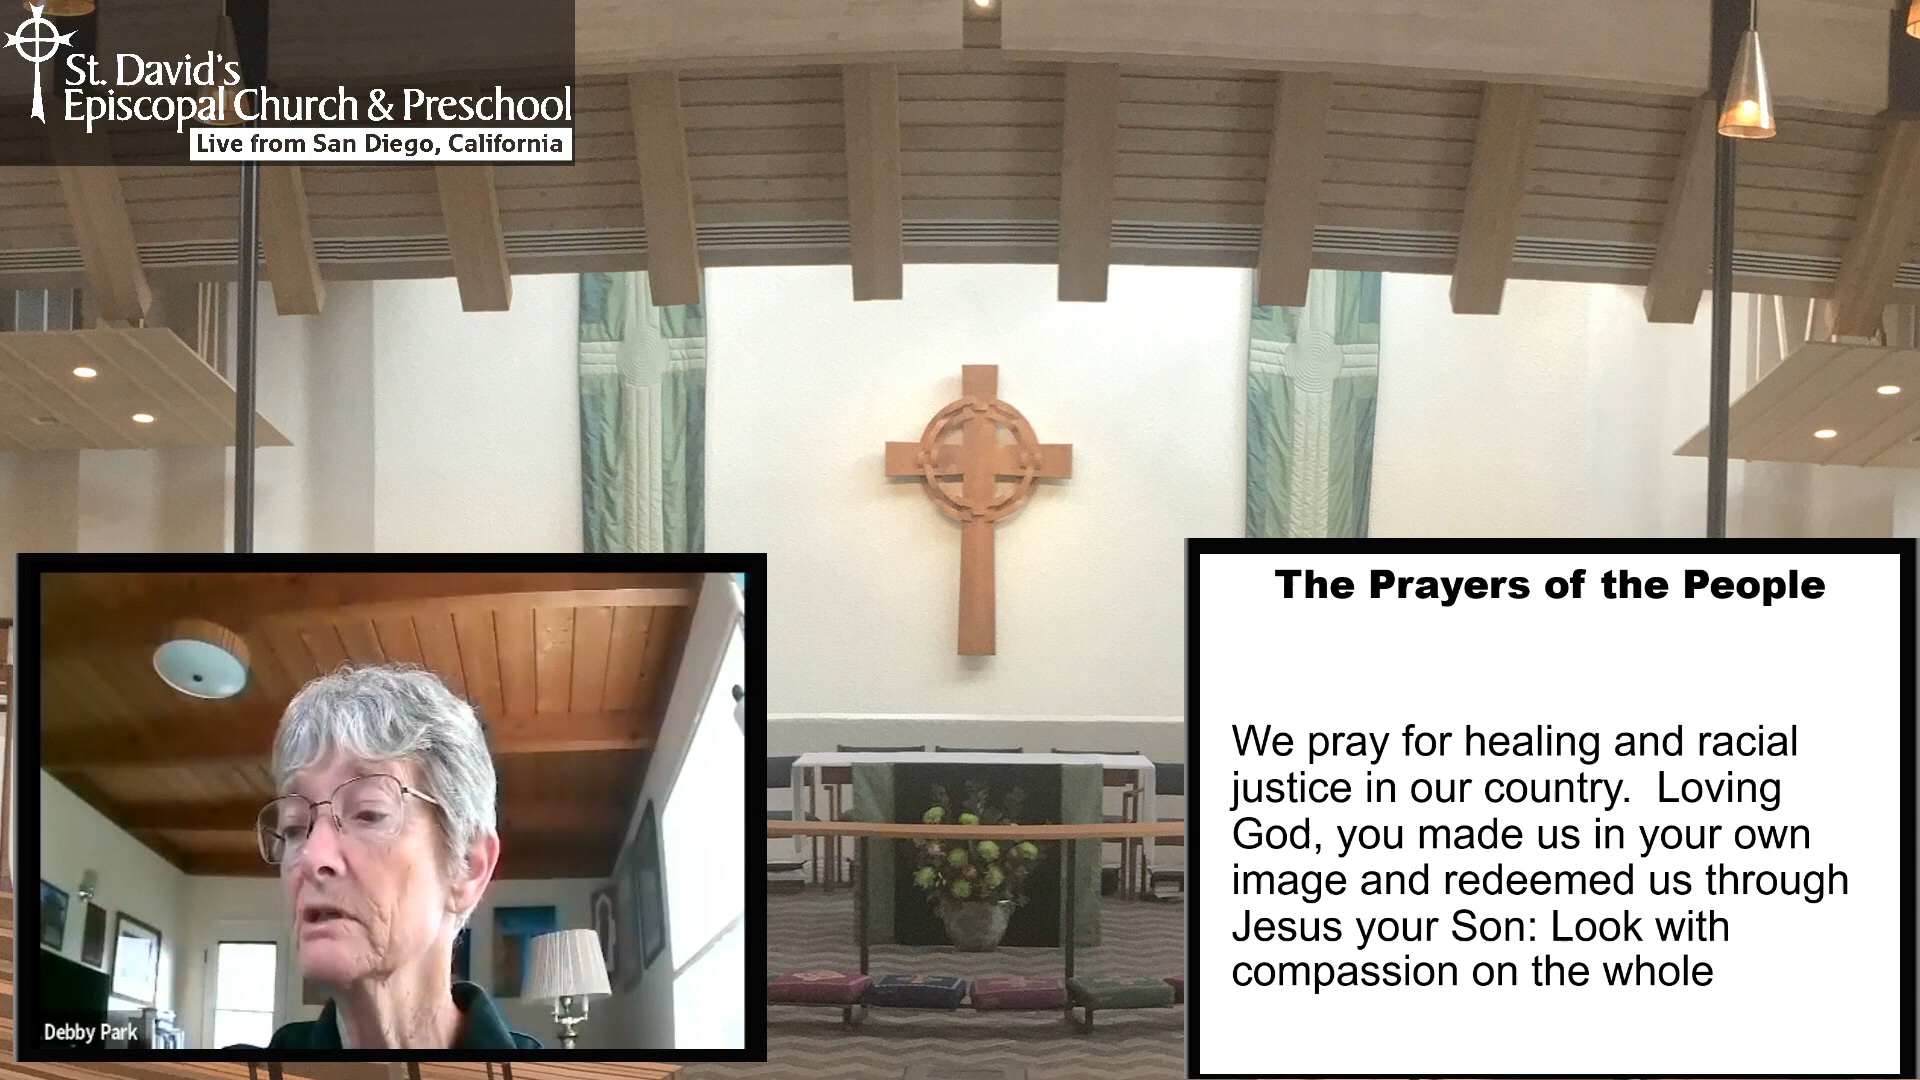 St. David's
Episcopal Church & Preschool
Live from San Diego, California
The Prayers of the People
We pray for healing and racial
justice in our country.  Loving
God, you made us in your own
image and redeemed us through
Jesus your Son: Look with
compassion on the whole
Debby Park